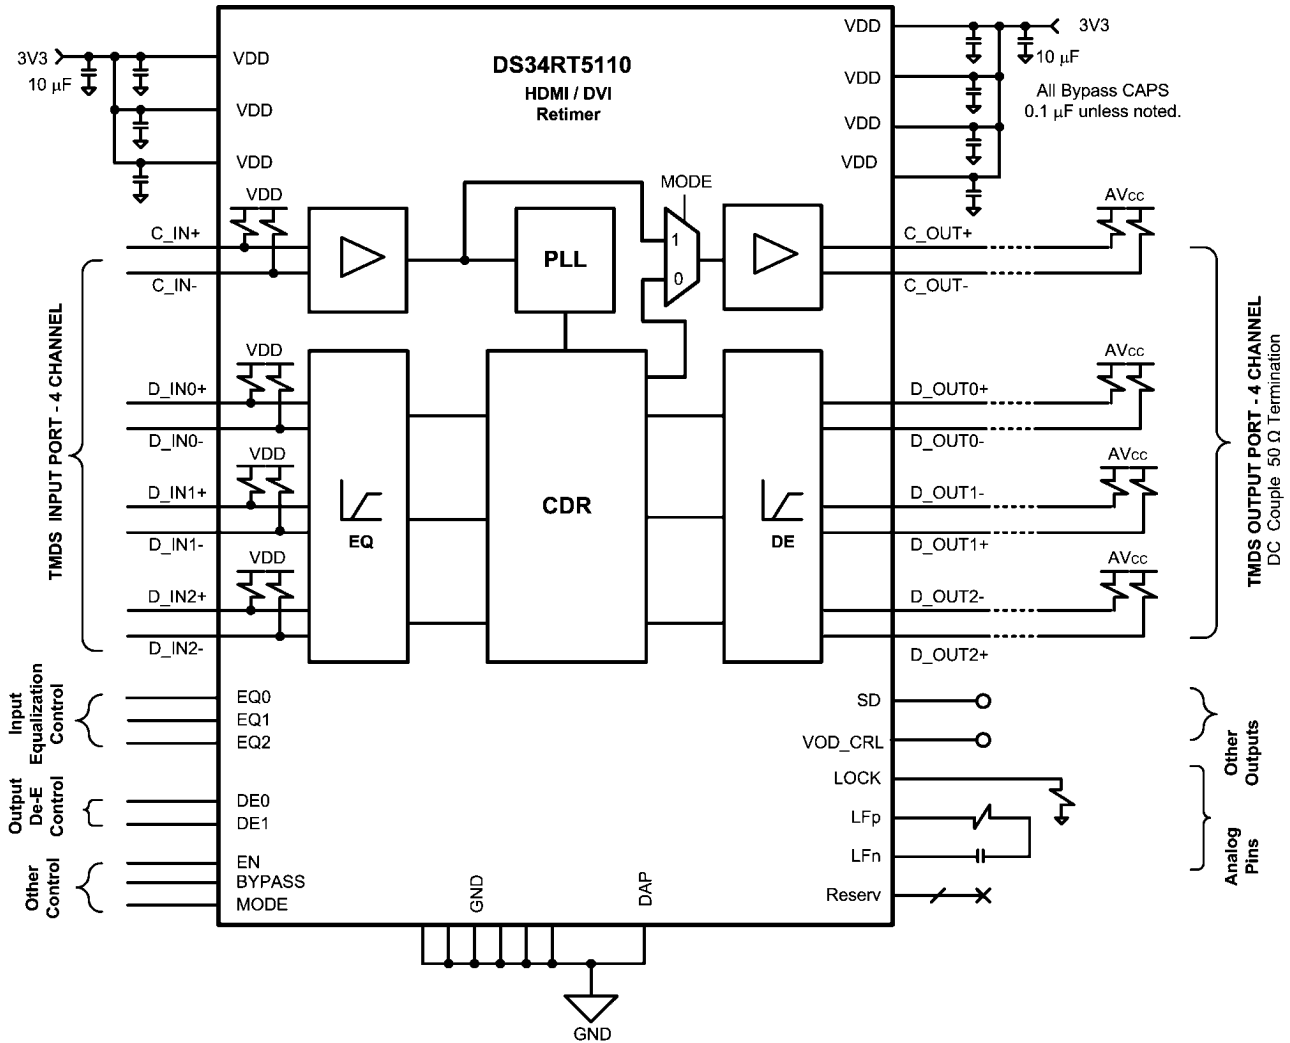 DS34RT5110
HDMI / DVI
Retimer
3V3
10 µF
VDD
VDD
VDD
VDD
VDD
VDD
VDD
3V3
10 µF
All Bypass CAPS
0.1 µF unless noted.
VDD
C_IN+
C_IN-
PLL
MODE
1
0
C_OUT+
C_OUT-
AVCC
TMDS INPUT PORT - 4 CHANNEL
VDD
D_IN0+
D_IN0-
VDD
D_IN1+
D_IN1-
VDD
D_IN2+
D_IN2-
EQ
CDR
DE
D_OUT0+
D_OUT0-
AVCC
D_OUT1-
D_OUT1+
AVCC
D_OUT2-
D_OUT2+
AVCC
TMDS OUTPUT PORT - 4 CHANNEL
DC Couple 50 Ω Termination
Input
Equalization
Control
EQ0
EQ1
EQ2
Output
De-E
Control
DE0
DE1
Other
Control
EN
BYPASS
MODE
GND
DAP
GND
SD
VOD_CRL
LOCK
LFp
LFn
Reserv
Other
Outputs
Analog
Pins